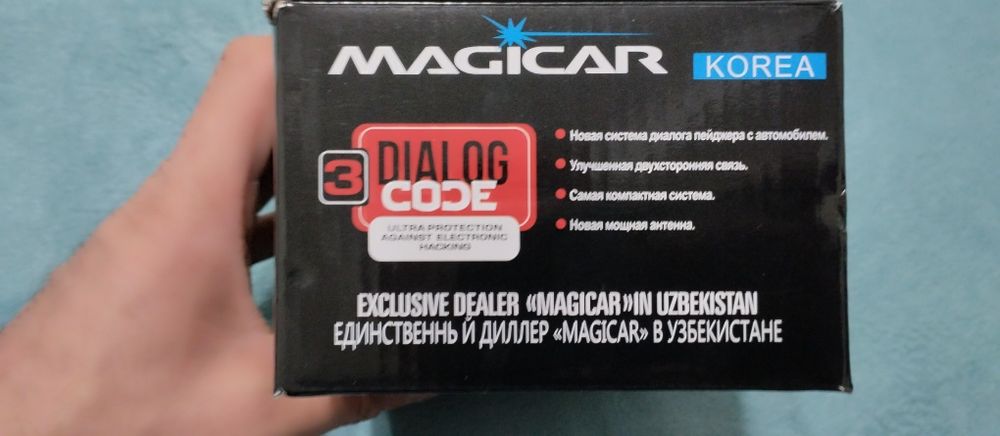 MAGICAR
KOREA
3 DIALOG
CODE
ULTRA PROTECTION
AGAINST ELECTRONIC
HACKING
Новая система диалога пейджера с автомобилем.
Улучшенная двухсторонняя связь.
Самая компактная система.
Новая мощная антенна.
EXCLUSIVE DEALER «MAGICAR»IN UZBEKISTAN
ЕДИНСТВЕННЬ Й ДИЛЛЕР «MAGICAR» В УЗБЕКИСТАНЕ